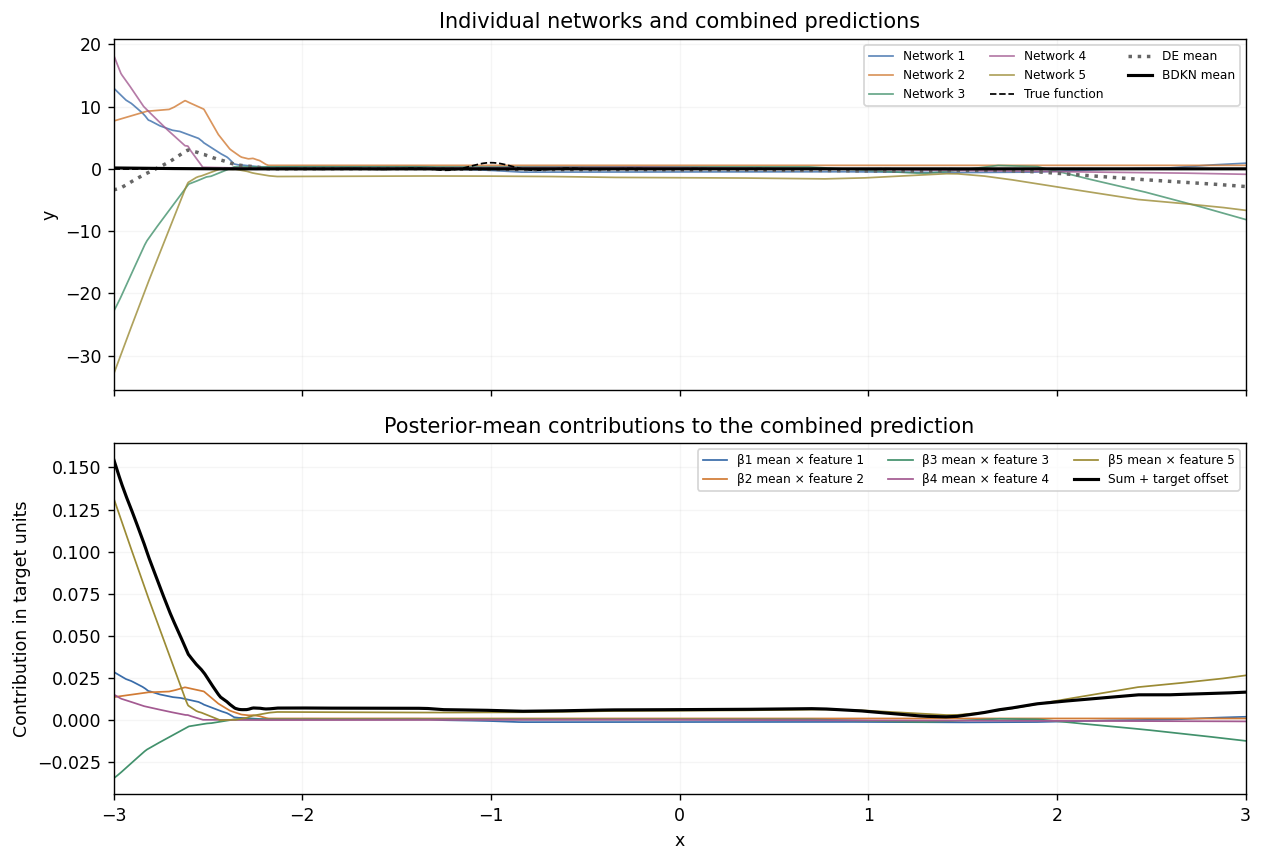 Individual networks and combined predictions
20
10
0
−10
−20
−30
y
Network 1
Network 2
Network 3
Network 4
Network 5
True function
DE mean
BDKN mean
Posterior-mean contributions to the combined prediction
0.150
0.125
0.100
0.075
0.050
0.025
0.000
−0.025
Contribution in target units
β1 mean × feature 1
β2 mean × feature 2
β3 mean × feature 3
β4 mean × feature 4
β5 mean × feature 5
Sum + target offset
−3
−2
−1
0
1
2
3
x